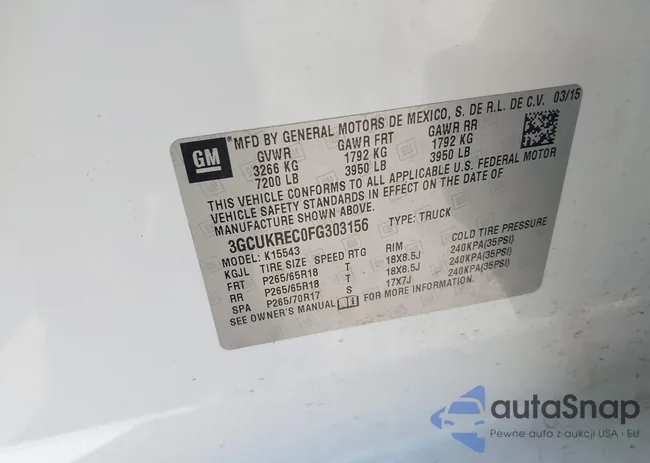 GM
*MFD BY GENERAL MOTORS DE MEXICO, S. DE R.L. DE C.V. 03/15
GVWR GAWR FRT GAWR RR
3266 KG 1792 KG 1792 KG
7200 LB 3950 LB 3950 LB
THIS VEHICLE CONFORMS TO ALL APPLICABLE U.S. FEDERAL MOTOR
VEHICLE SAFETY STANDARDS IN EFFECT ON THE DATE OF
MANUFACTURE SHOWN ABOVE.
3GCUKREC0FG303156 TYPE: TRUCK
MODEL: K15543
KGJL TIRE SIZE SPEED RTG RIM COLD TIRE PRESSURE
FRT P265/65R18 T 18X8.5J 240KPA(35PSI)
RR P265/65R18 T 18X8.5J 240KPA(35PSI)
SPA P265/70R17 S 17X7J 240KPA(35PSI)
SEE OWNER'S MANUAL FOR MORE INFORMATION.
autaSnap
Pewne auta z aukcji USA i EU